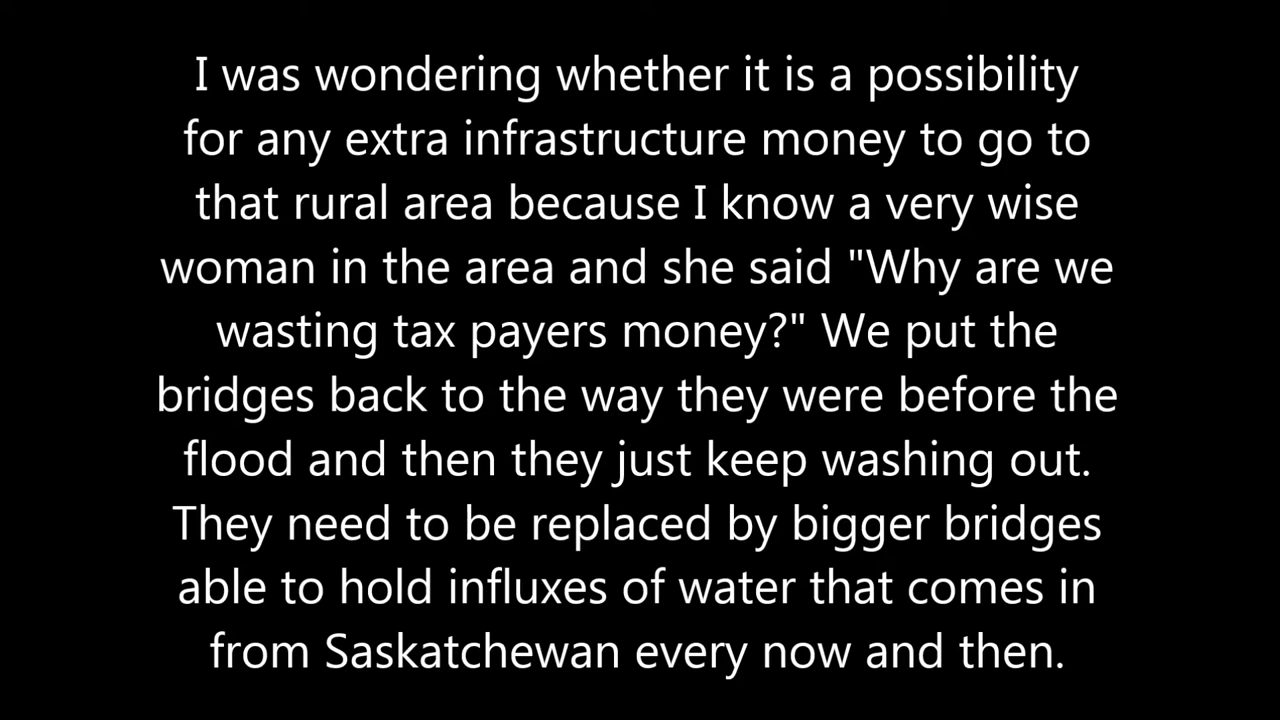 I was wondering whether it is a possibility
for any extra infrastructure money to go to
that rural area because I know a very wise
woman in the area and she said "Why are we
wasting tax payers money?" We put the
bridges back to the way they were before the
flood and then they just keep washing out.
They need to be replaced by bigger bridges
able to hold influxes of water that comes in
from Saskatchewan every now and then.